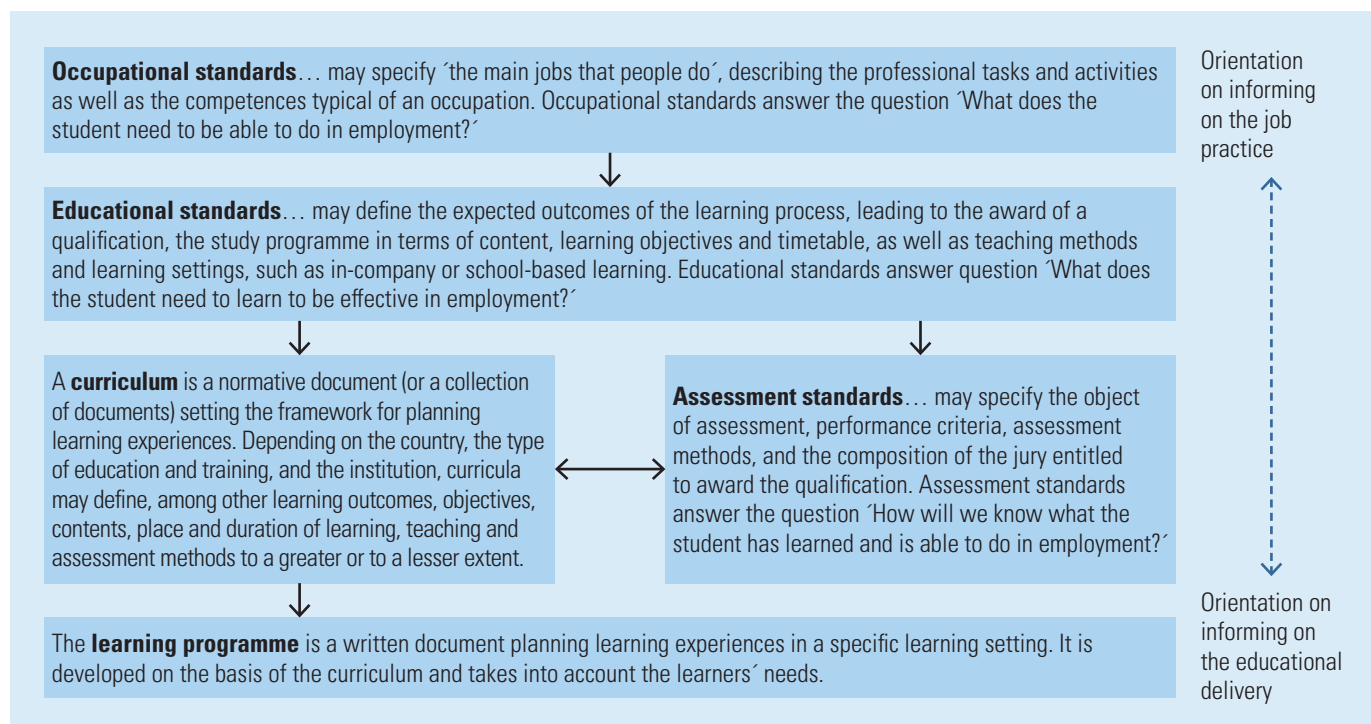 Occupational standards… may specify ´the main jobs that people do´, describing the professional tasks and activities
as well as the competences typical of an occupation. Occupational standards answer the question ´What does the
student need to be able to do in employment?´
Orientation
on informing
on the job
practice
Educational standards… may define the expected outcomes of the learning process, leading to the award of a
qualification, the study programme in terms of content, learning objectives and timetable, as well as teaching methods
and learning settings, such as in-company or school-based learning. Educational standards answer question ´What does
the student need to learn to be effective in employment?´
A curriculum is a normative document (or a collection
of documents) setting the framework for planning
learning experiences. Depending on the country, the type
of education and training, and the institution, curricula
may define, among other learning outcomes, objectives,
contents, place and duration of learning, teaching and
assessment methods to a greater or to a lesser extent.
Assessment standards… may specify the object
of assessment, performance criteria, assessment
methods, and the composition of the jury entitled
to award the qualification. Assessment standards
answer the question ´How will we know what the
student has learned and is able to do in employment?´
The learning programme is a written document planning learning experiences in a specific learning setting. It is
developed on the basis of the curriculum and takes into account the learners´ needs.
Orientation on
informing on
the educational
delivery